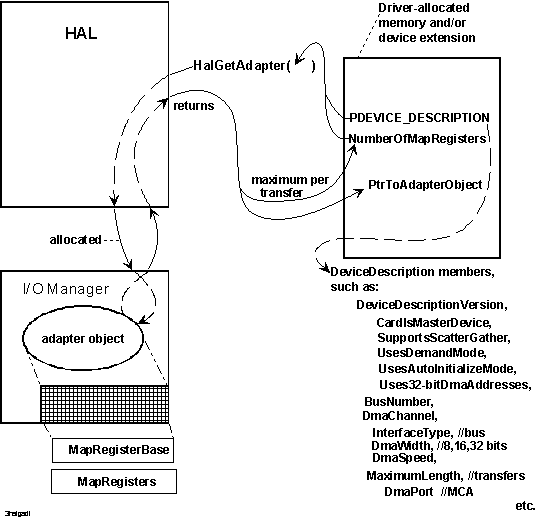 HAL
Driver-allocated
memory and/or
device extension
HalGetAdapter( )
returns
PDEVICE_DESCRIPTION
NumberOfMapRegisters
maximum per
transfer
PtrToAdapterObject
allocated
I/O Manager
adapter object
MapRegisterBase
MapRegisters
DeviceDescription members,
such as:
DeviceDescriptionVersion,
CardIsMasterDevice,
SupportsScatterGather,
UsesDemandMode,
UsesAutoInitializeMode,
Uses32-bitDmaAddresses,
BusNumber,
DmaChannel,
InterfaceType, //bus
DmaWidth, //8,16,32 bits
DmaSpeed,
MaximumLength, //transfers
DmaPort //MCA
etc.
3halgadi